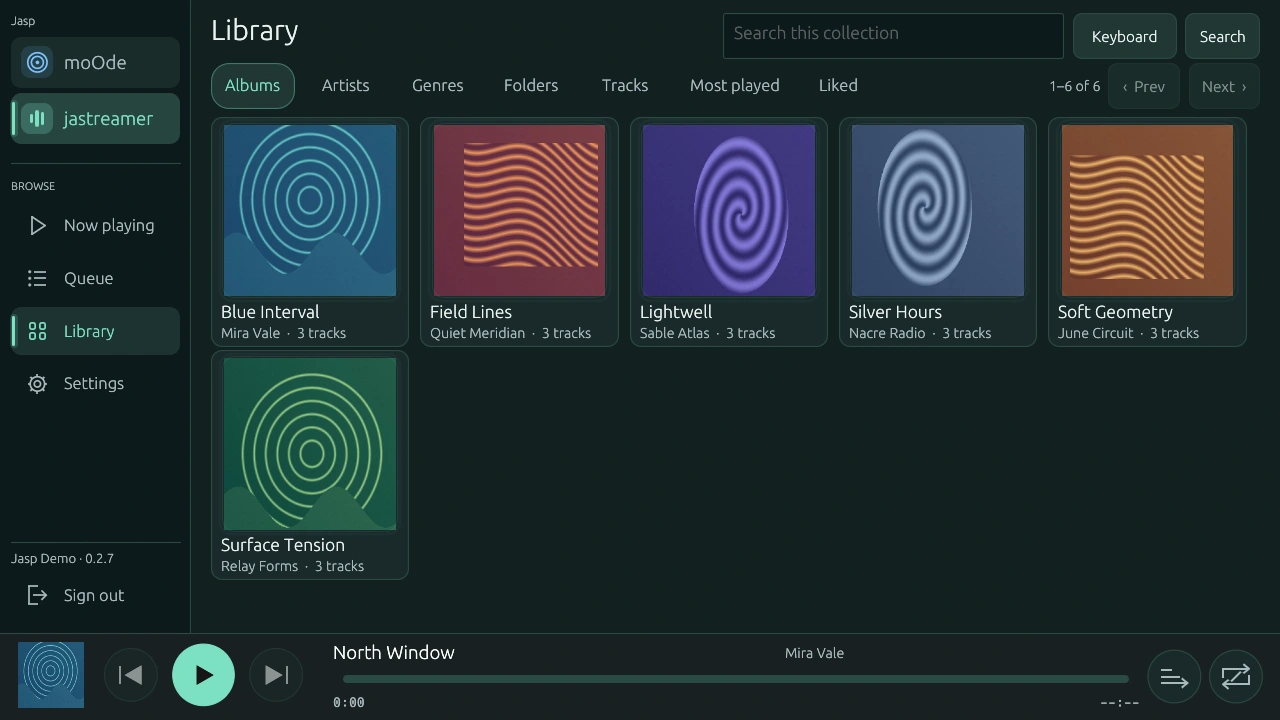 Jasp
moOde
jastreamer
BROWSE
Now playing
Queue
Library
Settings
Jasp Demo · 0.2.7
Sign out
Library
Search this collection
Keyboard
Search
Albums
Artists
Genres
Folders
Tracks
Most played
Liked
1–6 of 6
‹ Prev
Next ›
Blue Interval
Mira Vale · 3 tracks
Field Lines
Quiet Meridian · 3 tracks
Lightwell
Sable Atlas · 3 tracks
Silver Hours
Nacre Radio · 3 tracks
Soft Geometry
June Circuit · 3 tracks
Surface Tension
Relay Forms · 3 tracks
North Window
Mira Vale
0:00
--:--